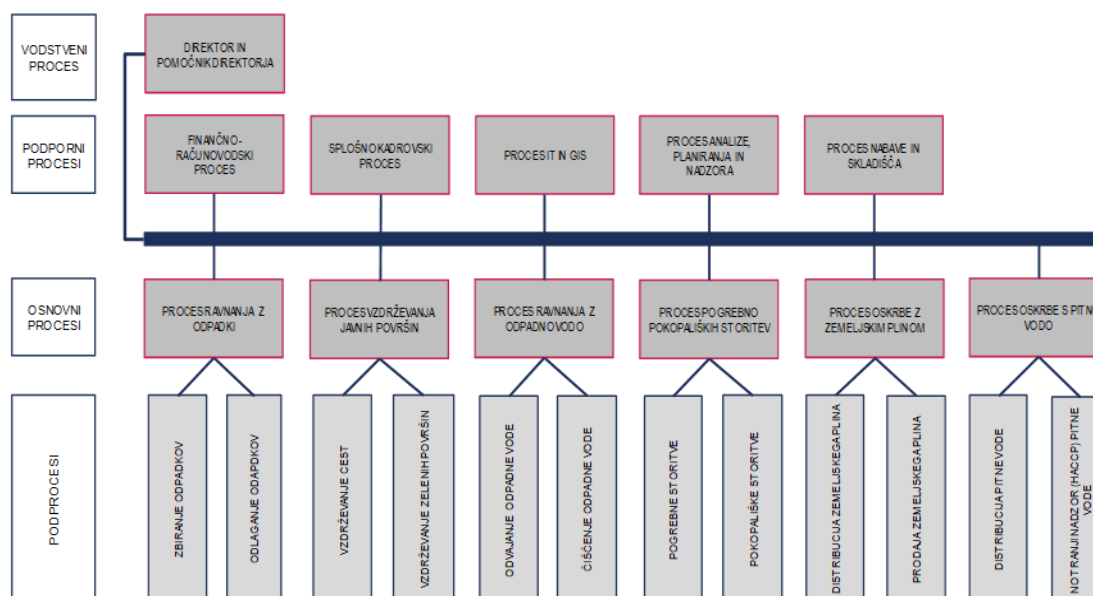 VODSTVENI
PROCES
DIREKTOR IN
POMOČNIK DIREKTORJA
PODPORNI
PROCESI
FINANČNO-
RAČUNOVODSKI
PROCES
SPLOŠNO KADROVSKI
PROCES
PROCES IT IN GIS
PROCES ANALIZE,
PLANIRANJA IN
NADZORA
PROCES NABAVE IN
SKLADIŠČA
OSNOVNI
PROCESI
PROCES RAVNANJA Z
ODPADKI
PROCES VZDRŽEVANJA
JAVNIH POVRŠIN
PROCES RAVNANJA Z
ODPADNO VODO
PROCES POGREBNO
POKOPALIŠKIH STORITEV
PROCES OSKRBE Z
ZEMELJSKIM PLINOM
PROCES OSKRBE S PITNO
VODO
PODPROCESI
ZBIRANJE ODPADKOV
ODLAGANJE ODAPDKOV
VZDRŽEVANJE CEST
VZDRŽEVANJE ZELENIH POVRŠIN
ODVAJANJE ODPADNE VODE
ČIŠČENJE ODPADNE VODE
POGREBNE STORITVE
POKOPALIŠKE STORITVE
DISTRIBUCIJA ZEMELJSKEGA PLINA
PRODAJA ZEMELJSKEGA PLINA
DISTRIBUCIJA PITNE VODE
NOTRANJI NADZOR (HACCP) PITNE
VODE